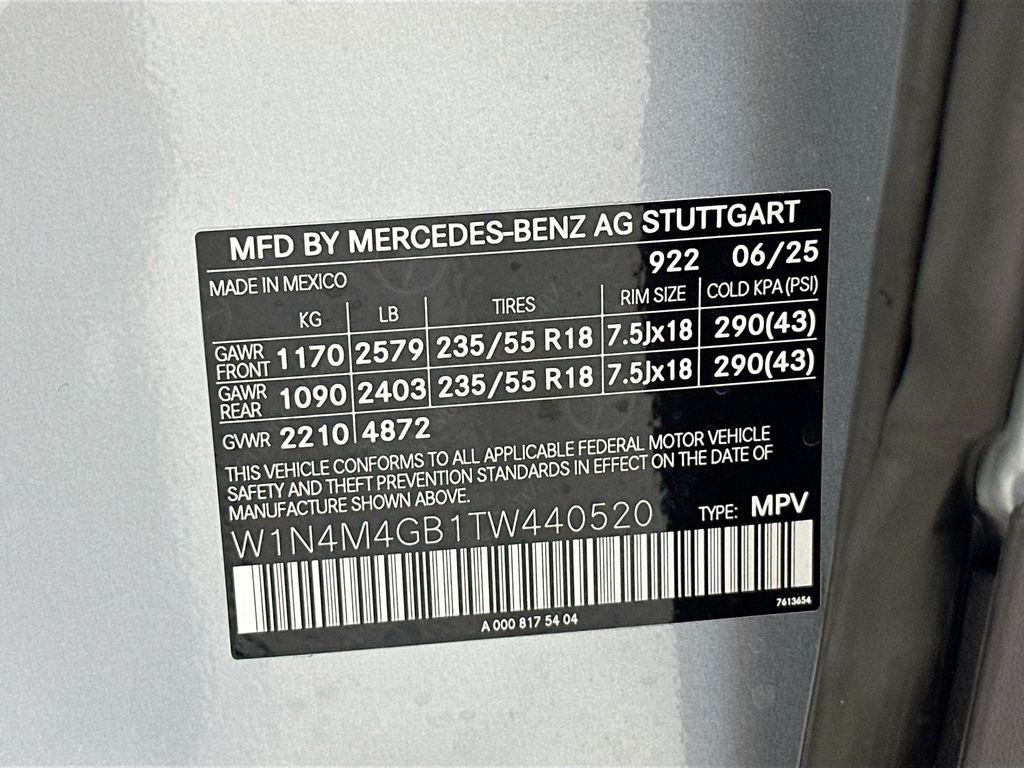 MFD BY MERCEDES-BENZ AG STUTTGART
922 06/25
MADE IN MEXICO
KG LB TIRES RIM SIZE COLD KPA (PSI)
GAWR FRONT 1170 2579 235/55 R18 7.5Jx18 290(43)
GAWR REAR 1090 2403 235/55 R18 7.5Jx18 290(43)
GVWR 2210 4872
THIS VEHICLE CONFORMS TO ALL APPLICABLE FEDERAL MOTOR VEHICLE
SAFETY AND THEFT PREVENTION STANDARDS IN EFFECT ON THE DATE OF
MANUFACTURE SHOWN ABOVE.
W1N4M4GB1TW440520 TYPE: MPV
7613654
A 000 817 54 04